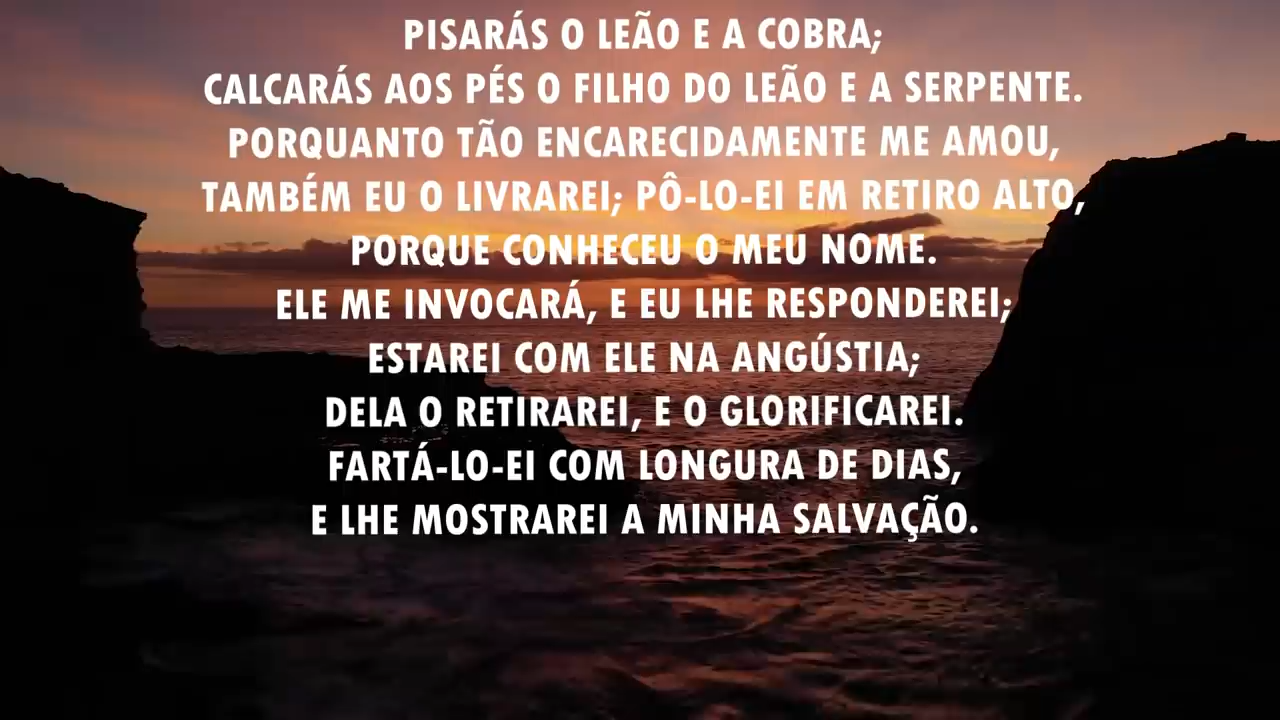 PISARÁS O LEÃO E A COBRA;
CALCARÁS AOS PÉS O FILHO DO LEÃO E A SERPENTE.
PORQUANTO TÃO ENCARECIDAMENTE ME AMOU,
TAMBÉM EU O LIVRAREI; PÔ-LO-EI EM RETIRO ALTO,
PORQUE CONHECEU O MEU NOME.
ELE ME INVOCARÁ, E EU LHE RESPONDEREI;
ESTAREI COM ELE NA ANGÚSTIA;
DELA O RETIRAREI, E O GLORIFICAREI.
FARTÁ-LO-EI COM LONGURA DE DIAS,
E LHE MOSTRAREI A MINHA SALVAÇÃO.